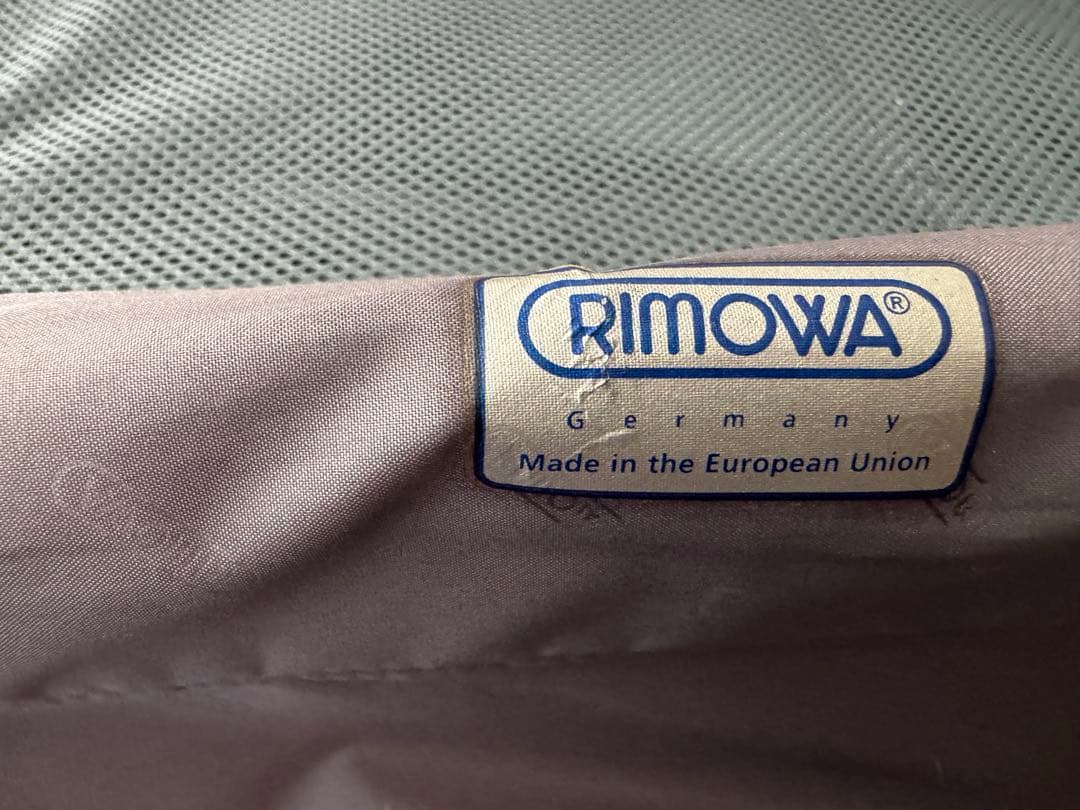 RIMOWA®
Germany
Made in the European Union